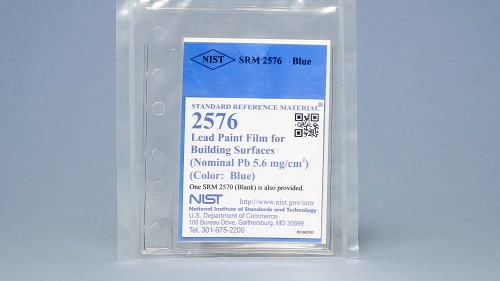 NIST SRM 2576 Blue
STANDARD REFERENCE MATERIAL®
2576
Lead Paint Film for
Building Surfaces
(Nominal Pb 5.6 mg/cm²)
(Color: Blue)
One SRM 2570 (Blank) is also provided.
NIST http://www.nist.gov/srm
National Institute of Standards and Technology
U.S. Department of Commerce
100 Bureau Drive, Gaithersburg, MD 20899
Tel. 301-975-2200